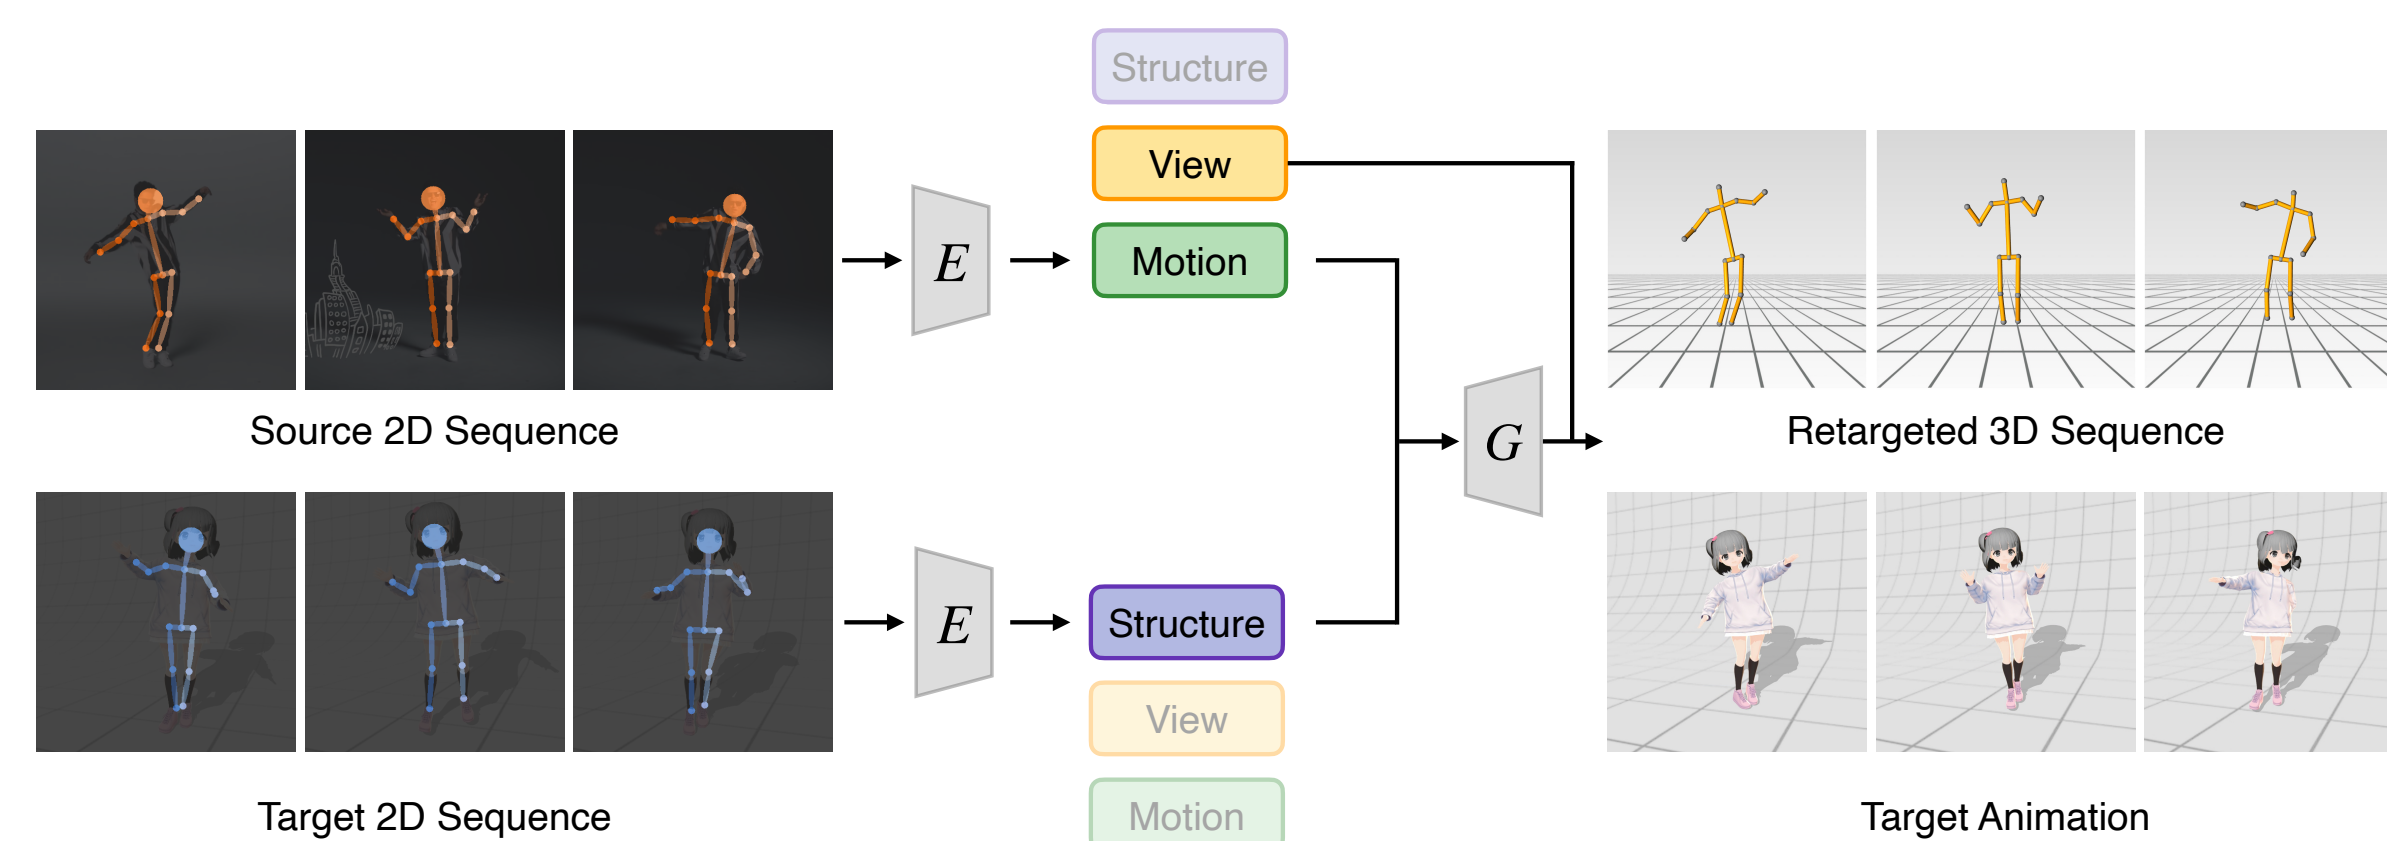 Structure
View
Motion
E
Source 2D Sequence
G
Retargeted 3D Sequence
E
Structure
View
Motion
Target 2D Sequence
Target Animation